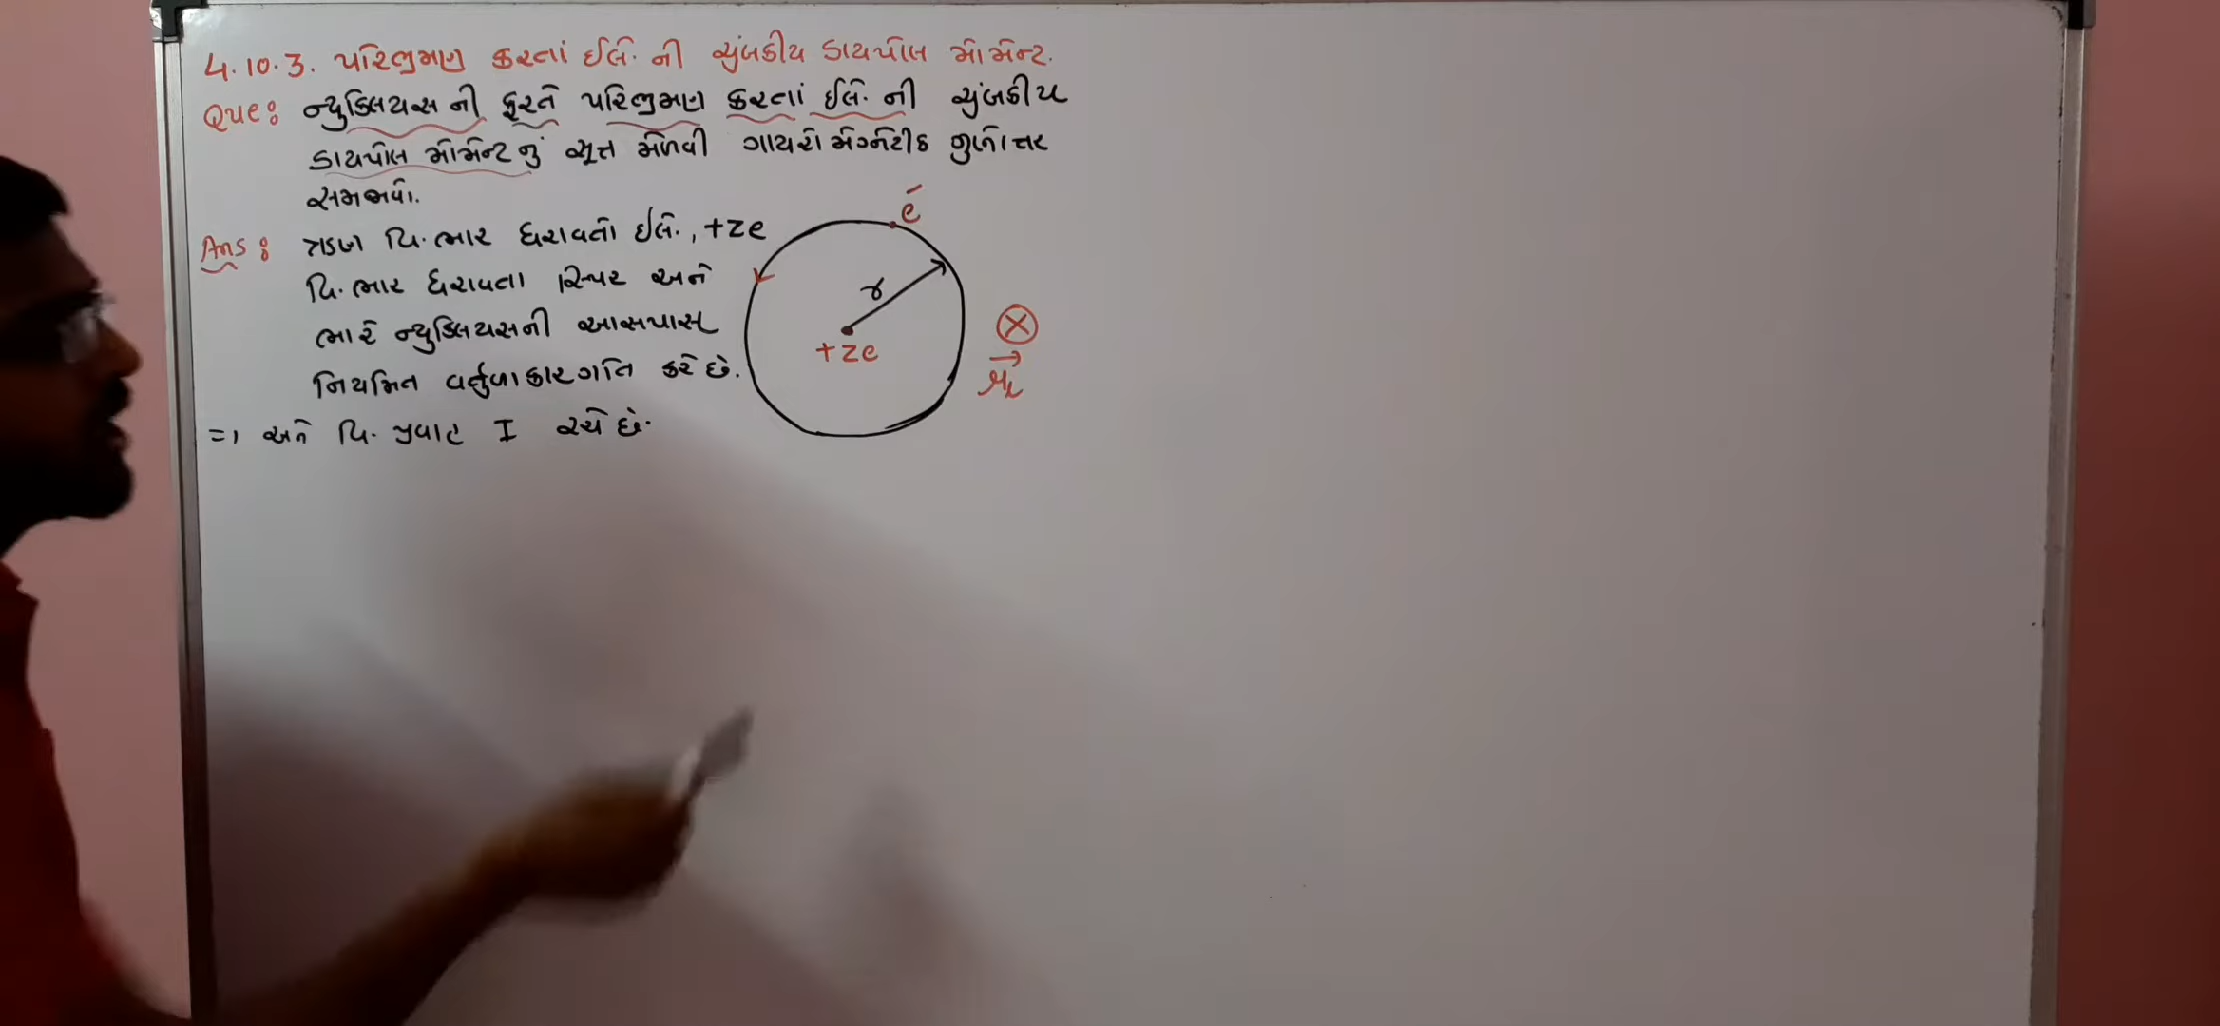 4.10.3. પરિભ્રમણ કરતાં ઈલે. ની ચુંબકીય ડાયપોલ મોમેન્ટ.
Que: ન્યુક્લિયસ ની ફરતે પરિભ્રમણ કરતાં ઈલે. ની ચુંબકીય
ડાયપોલ મોમેન્ટ નું સૂત્ર મેળવી ગાયરોમેગ્નેટીક ગુણોત્તર
સમજાવો.
Ans: ઋણ વિ.ભાર ધરાવતો ઈલે., +ze
વિ.ભાર ધરાવતા સ્થિર અને
ભારે ન્યુક્લિયસની આસપાસ
નિયમિત વર્તુળાકાર ગતિ કરે છે.
=) અને વિ. પ્રવાહ I રચે છે.
e⁻
r
+ze